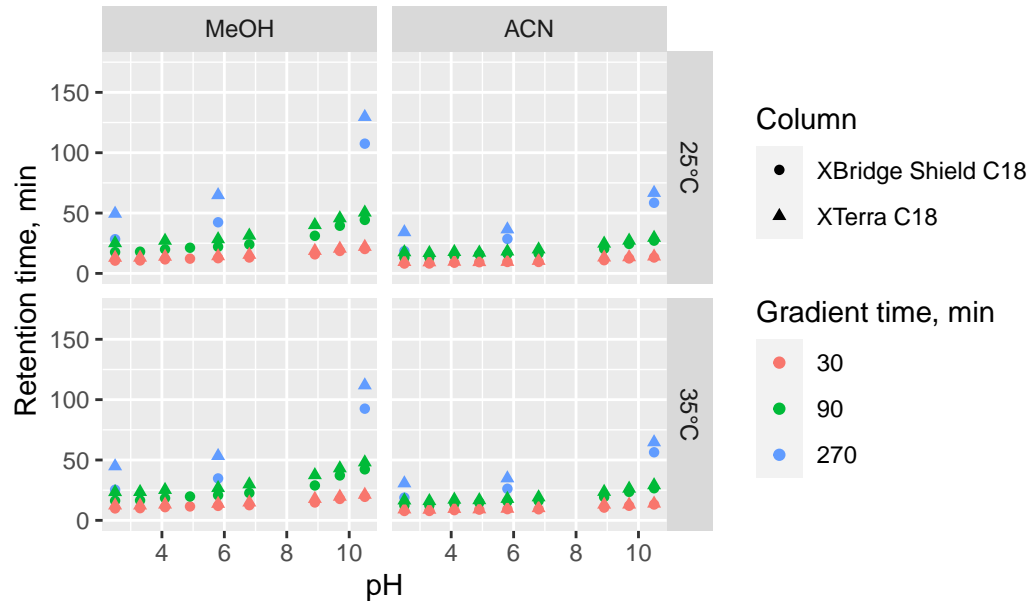 MeOH
ACN
150
100
50
0
25°C
150
100
50
0
35°C
4
6
8
10
4
6
8
10
pH
Retention time, min
Column
XBridge Shield C18
XTerra C18
Gradient time, min
30
90
270